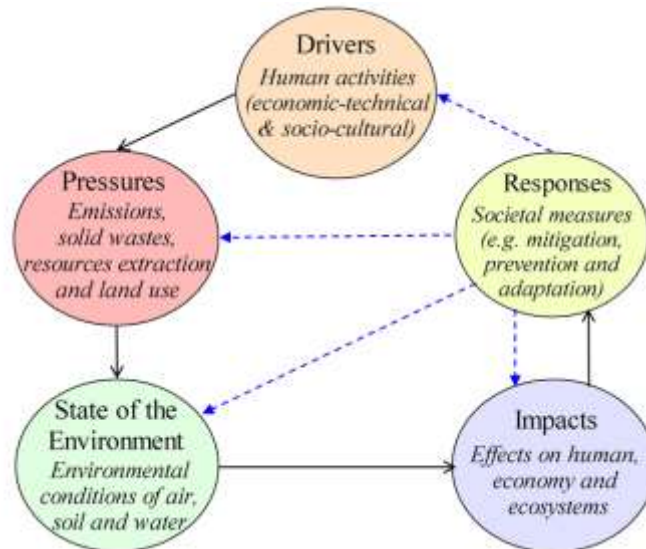 Drivers
Human activities
(economic-technical
& socio-cultural)
Pressures
Emissions,
solid wastes,
resources extraction
and land use
Responses
Societal measures
(e.g. mitigation,
prevention and
adaptation)
State of the
Environment
Environmental
conditions of air,
soil and water
Impacts
Effects on human,
economy and
ecosystems